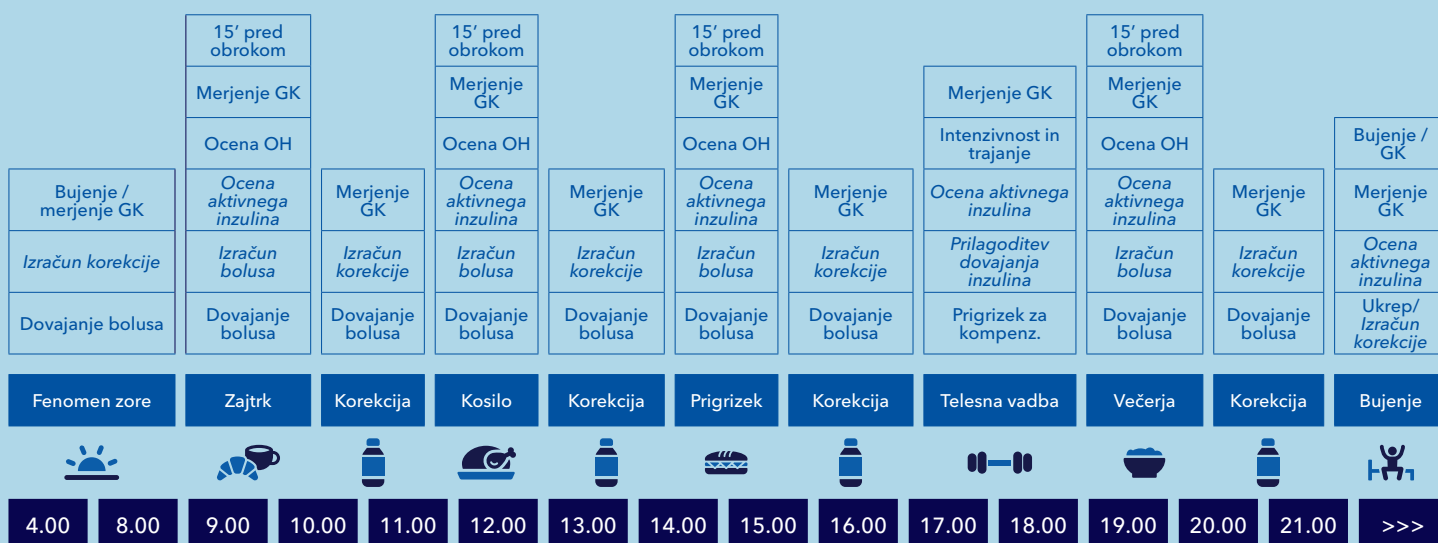 15’ pred
obrokom
Merjenje GK
Ocena OH
Ocena
aktivnega
inzulina
Izračun
bolusa
Dovajanje
bolusa
15’ pred
obrokom
Merjenje
GK
Ocena OH
Ocena
aktivnega
inzulina
Izračun
bolusa
Dovajanje
bolusa
15’ pred
obrokom
Merjenje
GK
Ocena OH
Ocena
aktivnega
inzulina
Izračun
bolusa
Dovajanje
bolusa
15’ pred
obrokom
Merjenje
GK
Ocena OH
Ocena
aktivnega
inzulina
Izračun
bolusa
Dovajanje
bolusa
Bujenje /
merjenje GK
Izračun korekcije
Dovajanje bolusa
Merjenje
GK
Izračun
korekcije
Dovajanje
bolusa
Merjenje
GK
Izračun
korekcije
Dovajanje
bolusa
Merjenje
GK
Izračun
korekcije
Dovajanje
bolusa
Merjenje GK
Intenzivnost in
trajanje
Ocena aktivnega
inzulina
Prilagoditev
dovajanja
inzulina
Prigrizek za
kompenz.
Merjenje
GK
Izračun
korekcije
Dovajanje
bolusa
Bujenje /
GK
Merjenje
GK
Ocena
aktivnega
inzulina
Ukrep/
Izračun
korekcije
Fenomen zore
Zajtrk
Korekcija
Kosilo
Korekcija
Prigrizek
Korekcija
Telesna vadba
Večerja
Korekcija
Bujenje
4.00
8.00
9.00
10.00
11.00
12.00
13.00
14.00
15.00
16.00
17.00
18.00
19.00
20.00
21.00
>>>